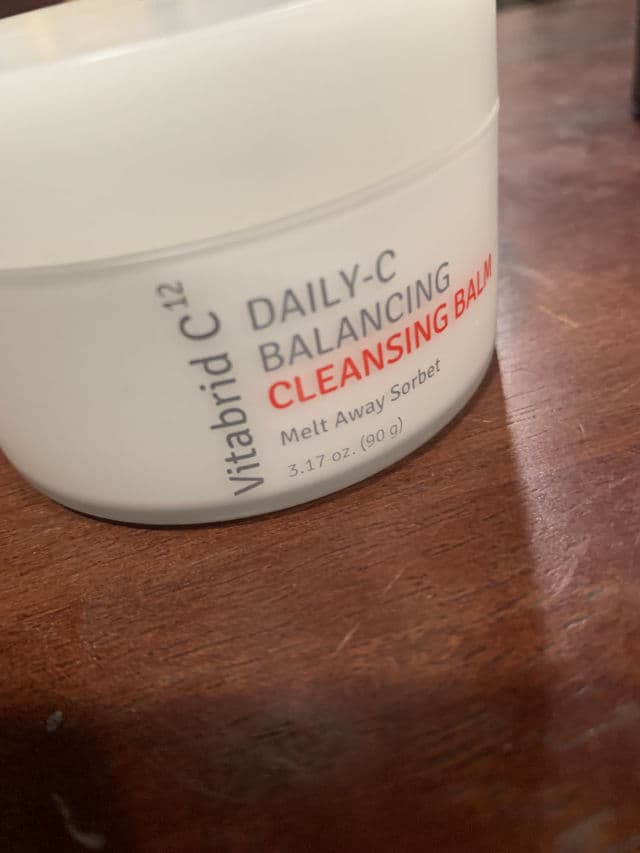 Vitabrid C¹²
DAILY-C
BALANCING
CLEANSING BALM
Melt Away Sorbet
3.17 oz. (90 g)